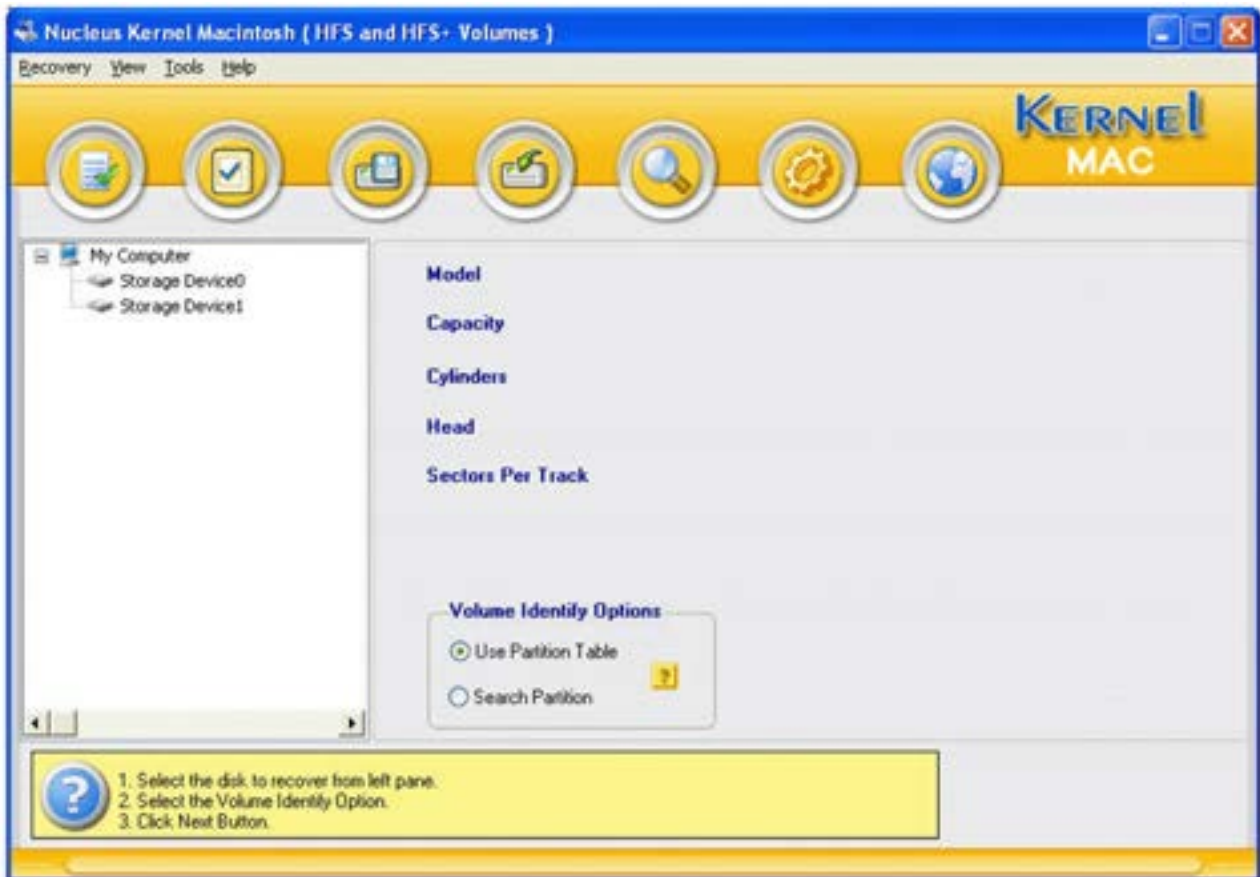 Nucleus Kernel Macintosh ( HFS and HFS+ Volumes )
Recovery View Tools Help
KERNEl
MAC
My Computer
Storage Device0
Storage Device1
Model
Capacity
Cylinders
Head
Sectors Per Track
Volume Identify Options
Use Partition Table
?
Search Partition
?
1. Select the disk to recover from left pane.
2. Select the Volume Identify Option.
3. Click Next Button.